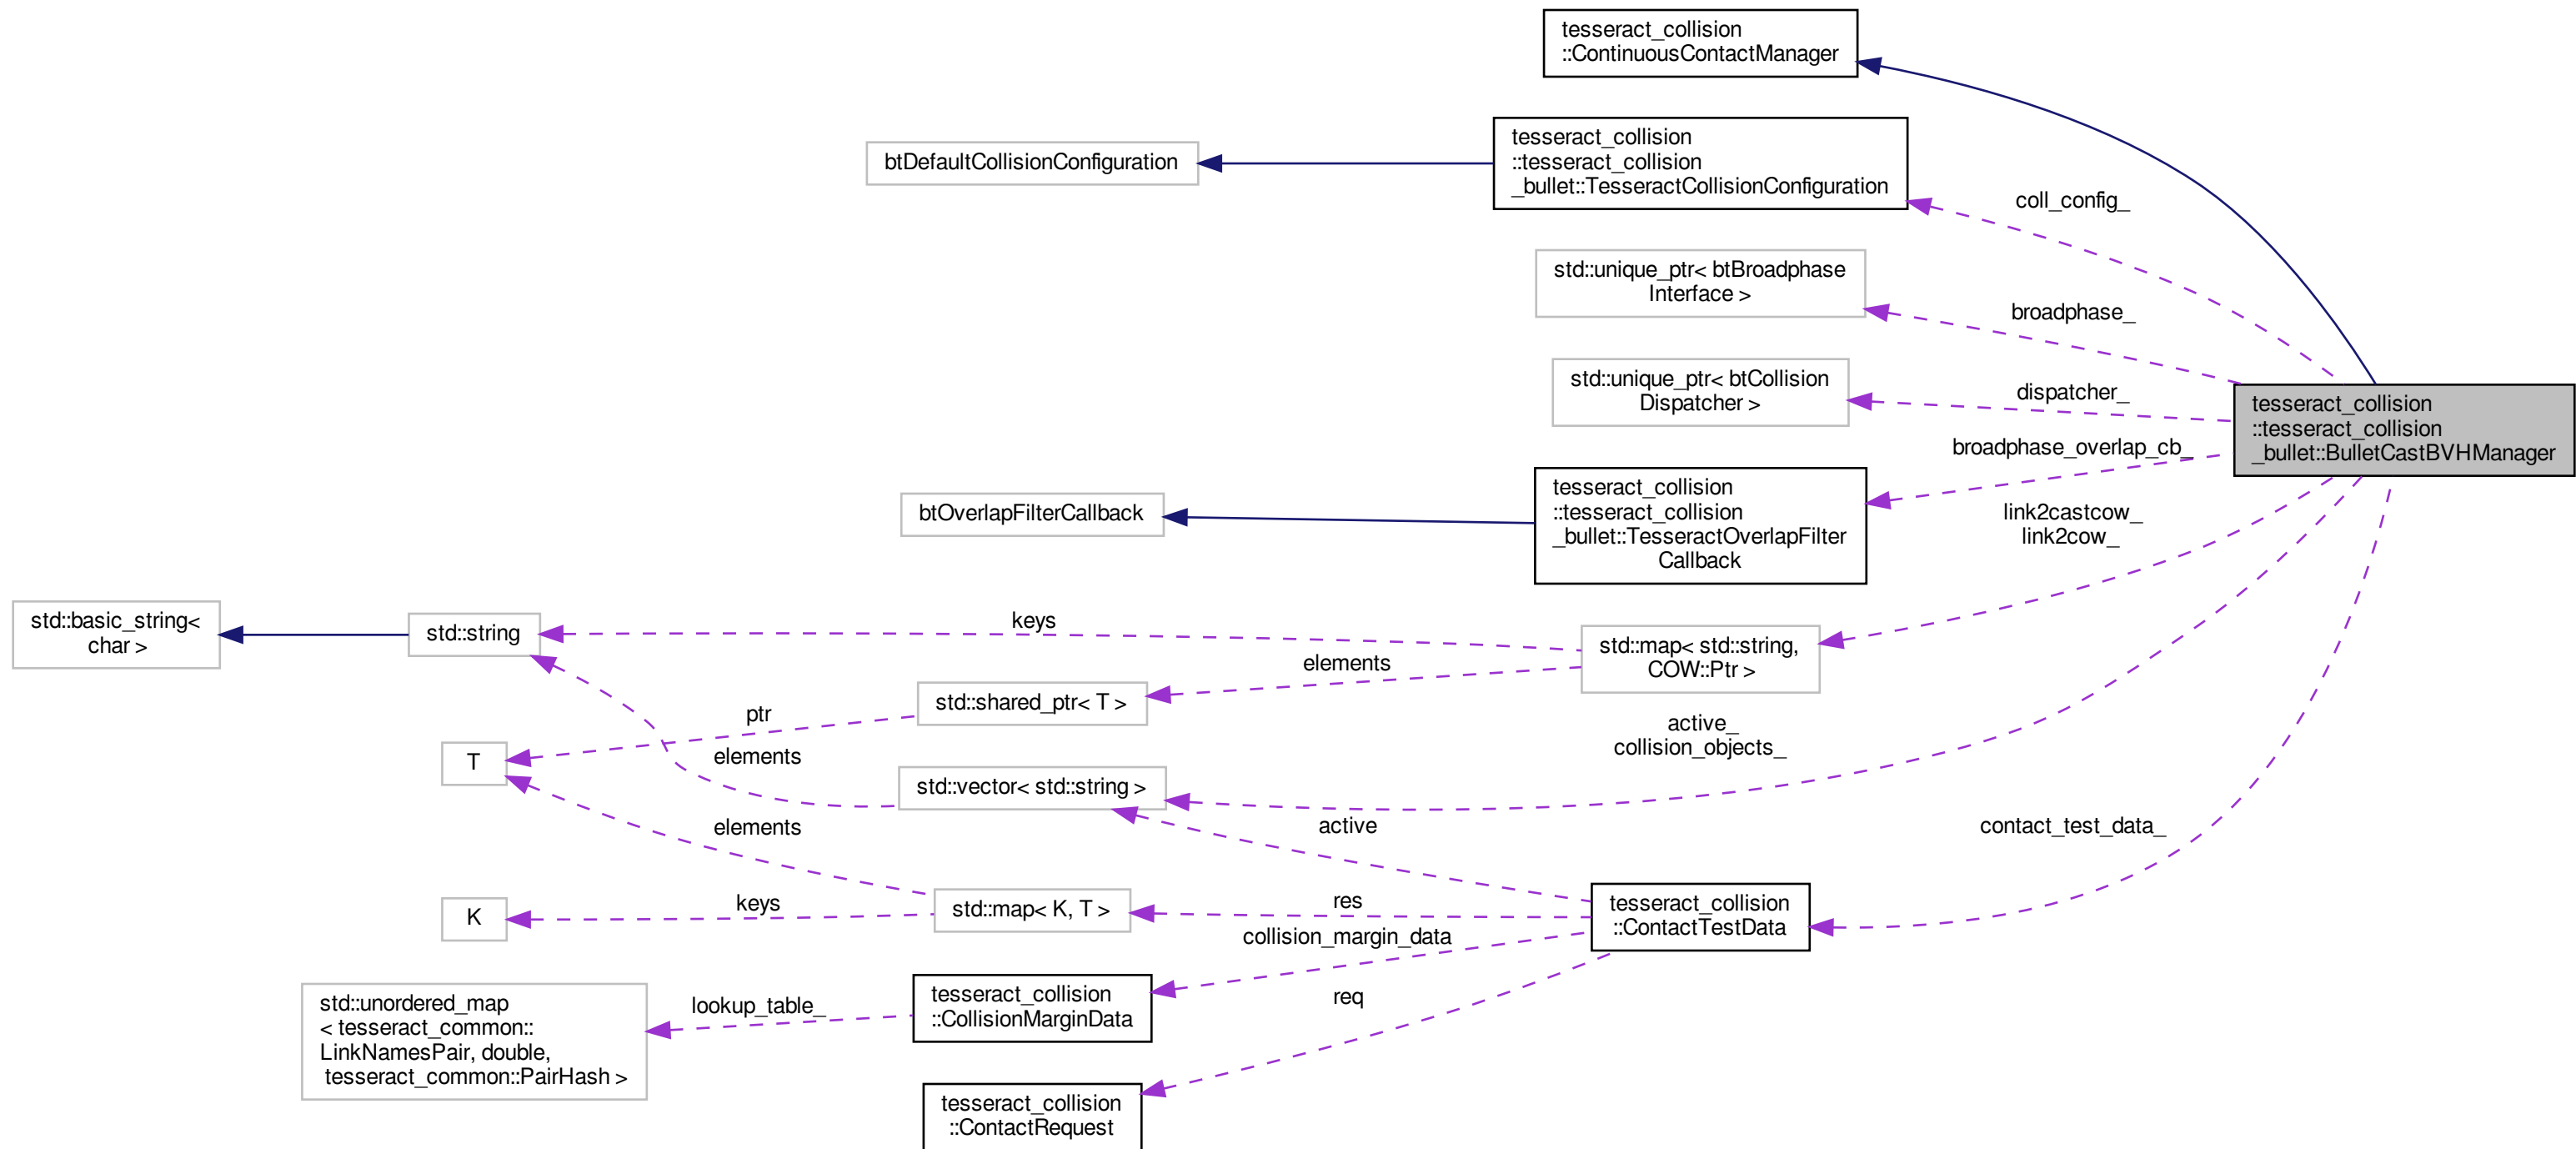 tesseract_collision
::ContinuousContactManager
btDefaultCollisionConfiguration
tesseract_collision
::tesseract_collision
_bullet::TesseractCollisionConfiguration
coll_config_
std::unique_ptr< btBroadphase
Interface >
broadphase_
std::unique_ptr< btCollision
Dispatcher >
dispatcher_
tesseract_collision
::tesseract_collision
_bullet::BulletCastBVHManager
broadphase_overlap_cb_
btOverlapFilterCallback
tesseract_collision
::tesseract_collision
_bullet::TesseractOverlapFilter
Callback
link2castcow_
link2cow_
std::basic_string<
char >
std::string
keys
std::map< std::string,
COW::Ptr >
elements
std::shared_ptr< T >
ptr
T
elements
active_
collision_objects_
std::vector< std::string >
elements
active
contact_test_data_
K
keys
std::map< K, T >
res
tesseract_collision
::ContactTestData
collision_margin_data
std::unordered_map
< tesseract_common::
LinkNamesPair, double,
tesseract_common::PairHash >
lookup_table_
tesseract_collision
::CollisionMarginData
req
tesseract_collision
::ContactRequest